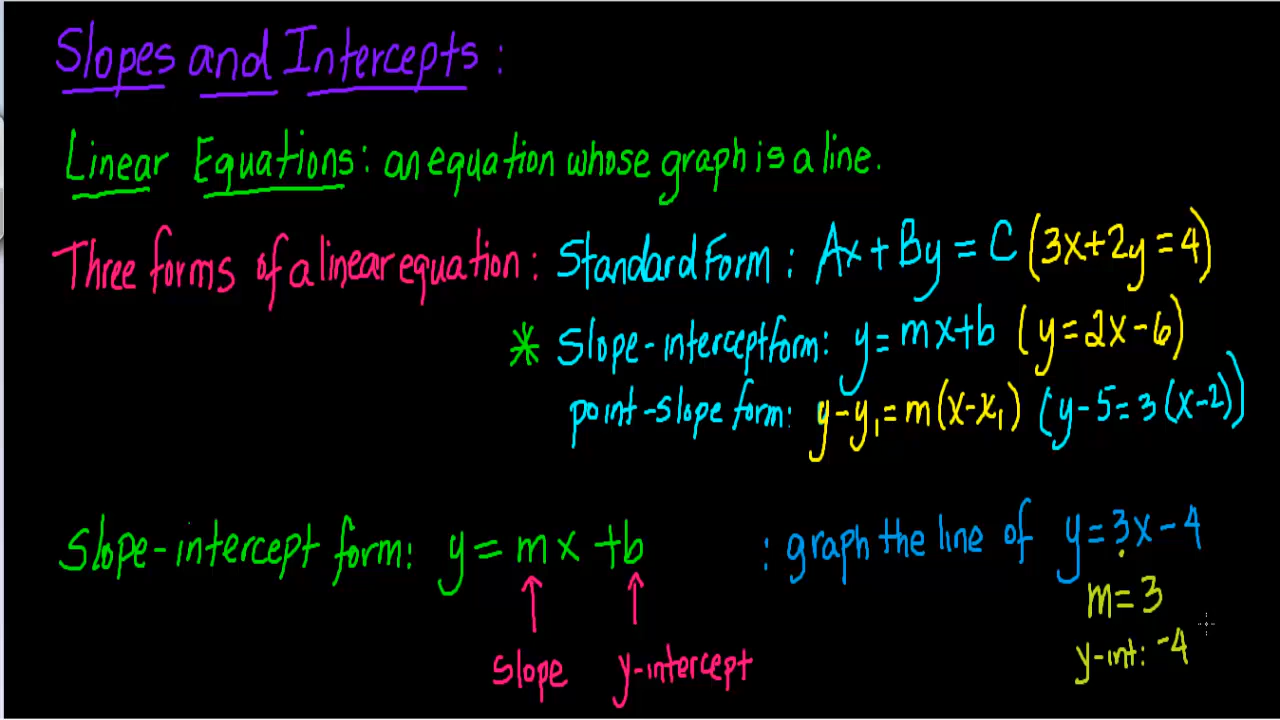 Slopes and Intercepts:
Linear Equations: an equation whose graph is a line.
Three forms of a linear equation: Standard Form: Ax + By = C (3x+2y=4)
* Slope-intercept form: y = mx+b (y=2x-6)
point-slope form: y-y₁=m(x-x₁) (y-5=3(x-2))
Slope-intercept form: y = mx +b : graph the line of y=3x-4
m=3
slope y-intercept y-int: -4